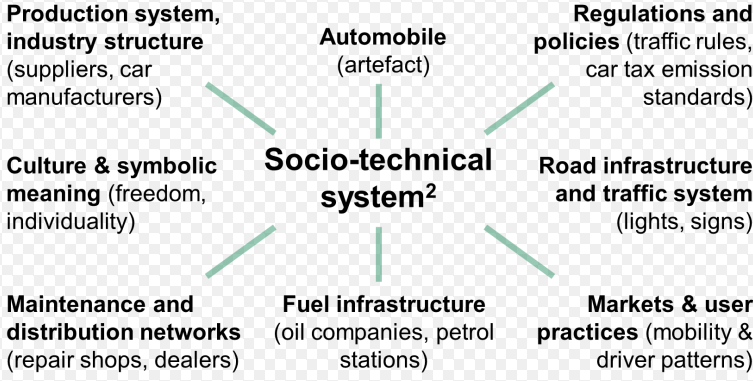 Production system,
industry structure
(suppliers, car
manufacturers)
Automobile
(artefact)
Regulations and
policies (traffic rules,
car tax emission
standards)
Culture & symbolic
meaning (freedom,
individuality)
Socio-technical
system²
Road infrastructure
and traffic system
(lights, signs)
Maintenance and
distribution networks
(repair shops, dealers)
Fuel infrastructure
(oil companies, petrol
stations)
Markets & user
practices (mobility &
driver patterns)